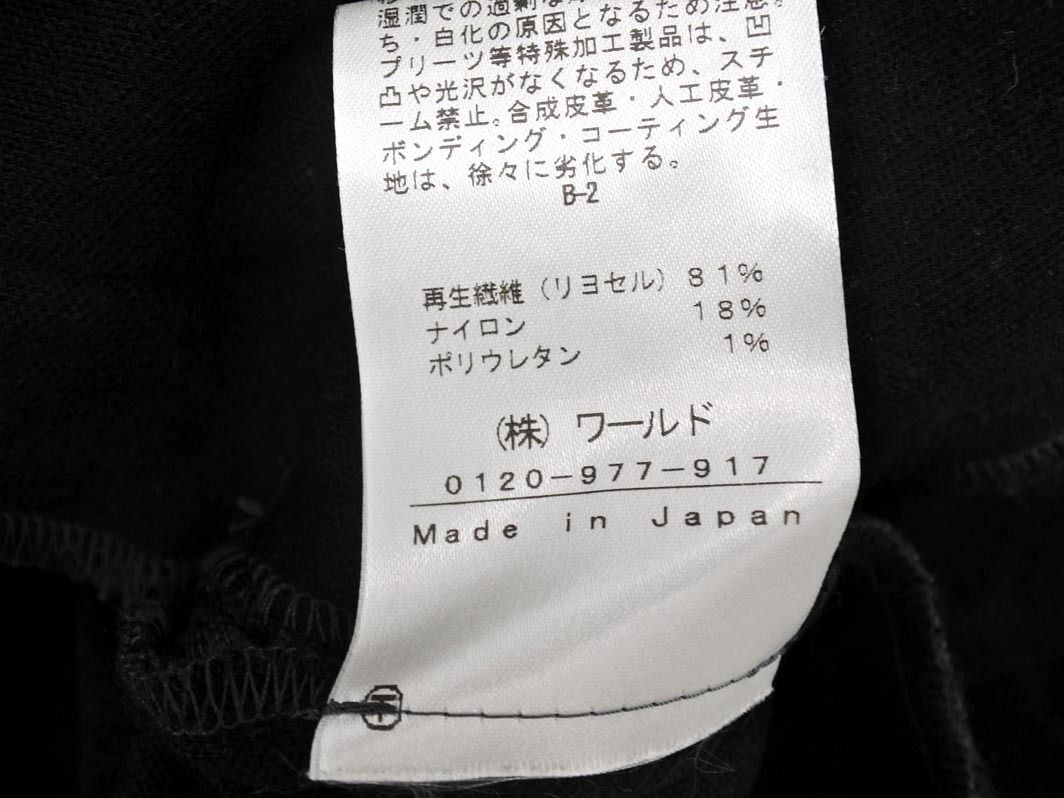 湿潤での過剰な
ち・白化の原因となるため注意。
プリーツ等特殊加工製品は、凹
凸や光沢がなくなるため、スチ
ーム禁止。合成皮革・人工皮革・
ボンディング・コーティング生
地は、徐々に劣化する。
B-2
再生繊維（リヨセル） 81%
ナイロン 18%
ポリウレタン 1%
(株) ワールド
0120-977-917
Made in Japan